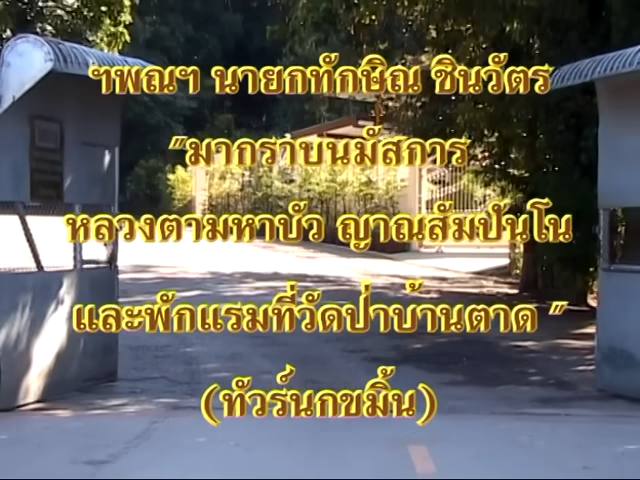 ฯพณฯ นายกทักษิณ ชินวัตร
"มากราบนมัสการ
หลวงตามหาบัว ญาณสัมปันโน
และพักแรมที่วัดป่าบ้านตาด "
(ทัวร์นกขมิ้น)